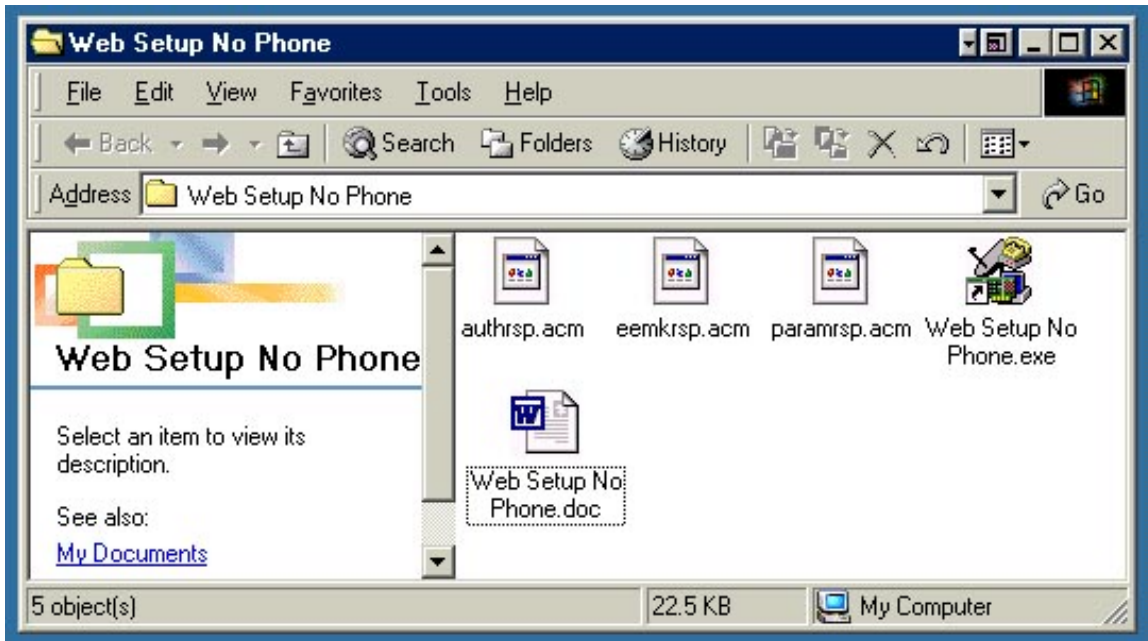 Web Setup No Phone
File Edit View Favorites Tools Help
Back Search Folders History
Address Web Setup No Phone Go
Web Setup No Phone
Select an item to view its
description.
See also:
My Documents
authrsp.acm eemkrsp.acm paramrsp.acm Web Setup No
Phone.exe
Web Setup No
Phone.doc
5 object(s) 22.5 KB My Computer